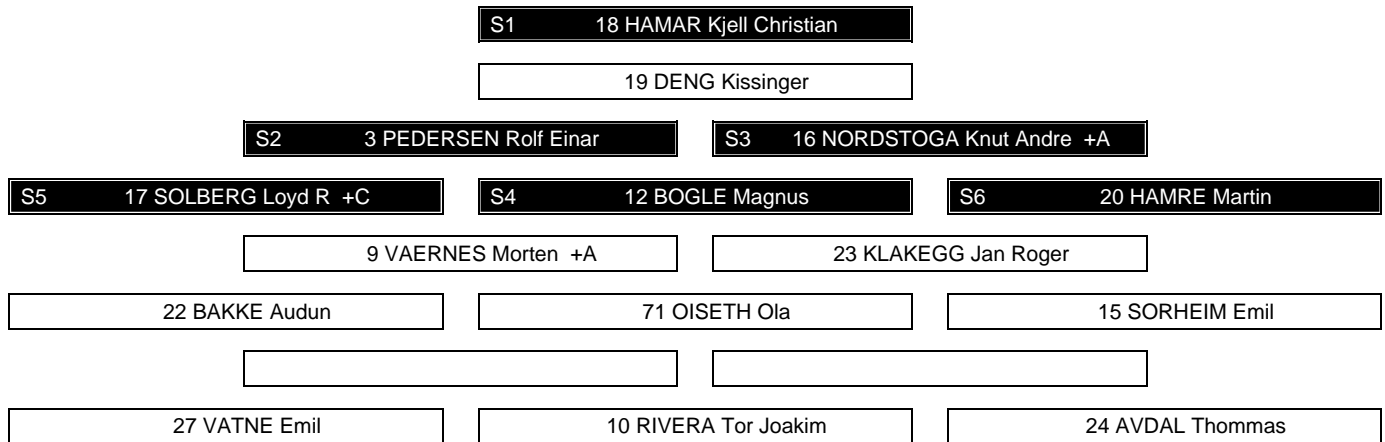 S1 18 HAMAR Kjell Christian
19 DENG Kissinger
S2 3 PEDERSEN Rolf Einar S3 16 NORDSTOGA Knut Andre +A
S5 17 SOLBERG Loyd R +C S4 12 BOGLE Magnus S6 20 HAMRE Martin
9 VAERNES Morten +A 23 KLAKEGG Jan Roger
22 BAKKE Audun 71 OISETH Ola 15 SORHEIM Emil
27 VATNE Emil 10 RIVERA Tor Joakim 24 AVDAL Thommas